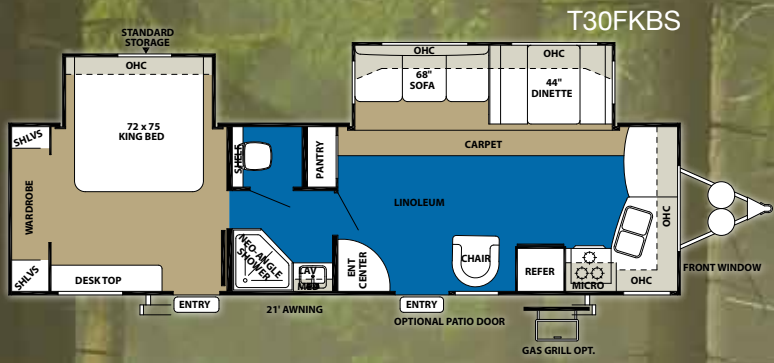 T30FKBS
STANDARD
STORAGE
OHC
OHC
OHC
68"
SOFA
44"
DINETTE
72 x 75
KING BED
SHLVS
SHELF
PANTRY
CARPET
WARDROBE
LINOLEUM
OHC
NEO-ANGLE
SHOWER
LAV
MED
ENT
CENTER
CHAIR
REFER
MICRO
OHC
SHLVS
DESK TOP
FRONT WINDOW
ENTRY
21' AWNING
ENTRY
OPTIONAL PATIO DOOR
GAS GRILL OPT.